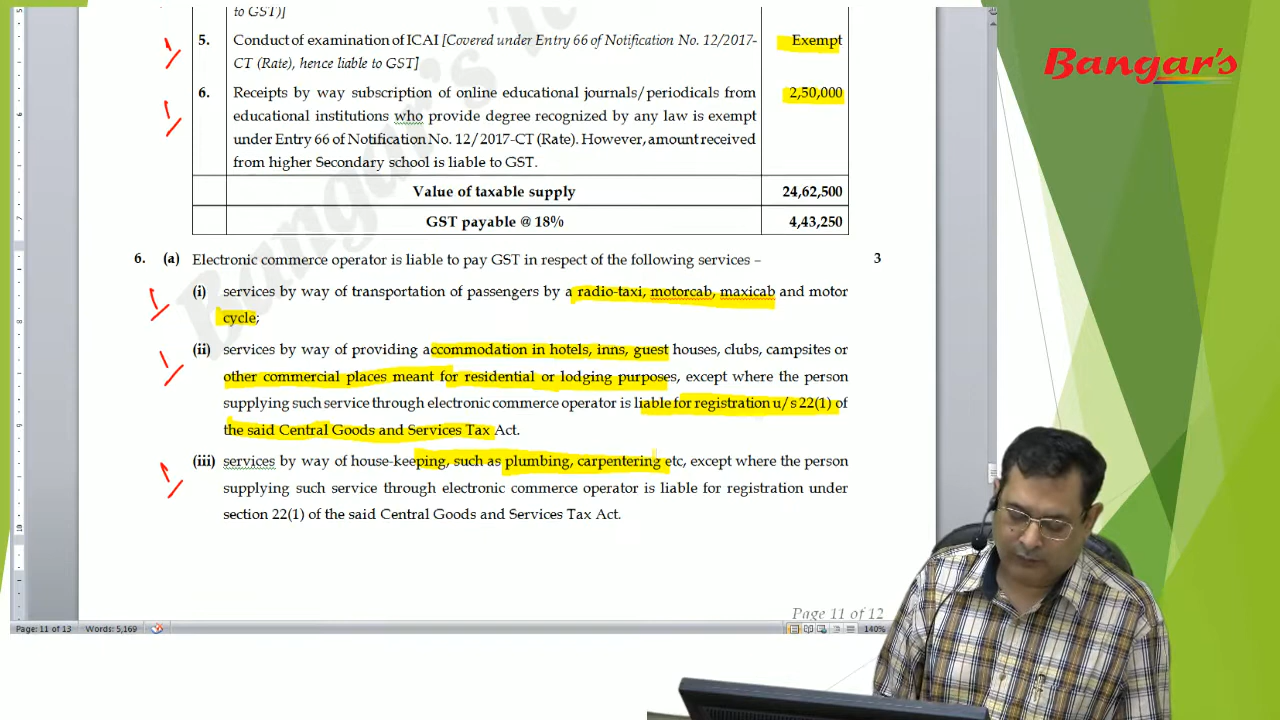 to GST)]
5. Conduct of examination of ICAI [Covered under Entry 66 of Notification No. 12/2017- Exempt
CT (Rate), hence liable to GST]
6. Receipts by way subscription of online educational journals/periodicals from 2,50,000
educational institutions who provide degree recognized by any law is exempt
under Entry 66 of Notification No. 12/2017-CT (Rate). However, amount received
from higher Secondary school is liable to GST.
Value of taxable supply 24,62,500
GST payable @ 18% 4,43,250
6. (a) Electronic commerce operator is liable to pay GST in respect of the following services – 3
(i) services by way of transportation of passengers by a radio-taxi, motorcab, maxicab and motor
cycle;
(ii) services by way of providing accommodation in hotels, inns, guest houses, clubs, campsites or
other commercial places meant for residential or lodging purposes, except where the person
supplying such service through electronic commerce operator is liable for registration u/s 22(1) of
the said Central Goods and Services Tax Act.
(iii) services by way of house-keeping, such as plumbing, carpentering etc, except where the person
supplying such service through electronic commerce operator is liable for registration under
section 22(1) of the said Central Goods and Services Tax Act.
Page 11 of 12
Page: 11 of 13 Words: 5,169 140%
Bangar's
Bangar's